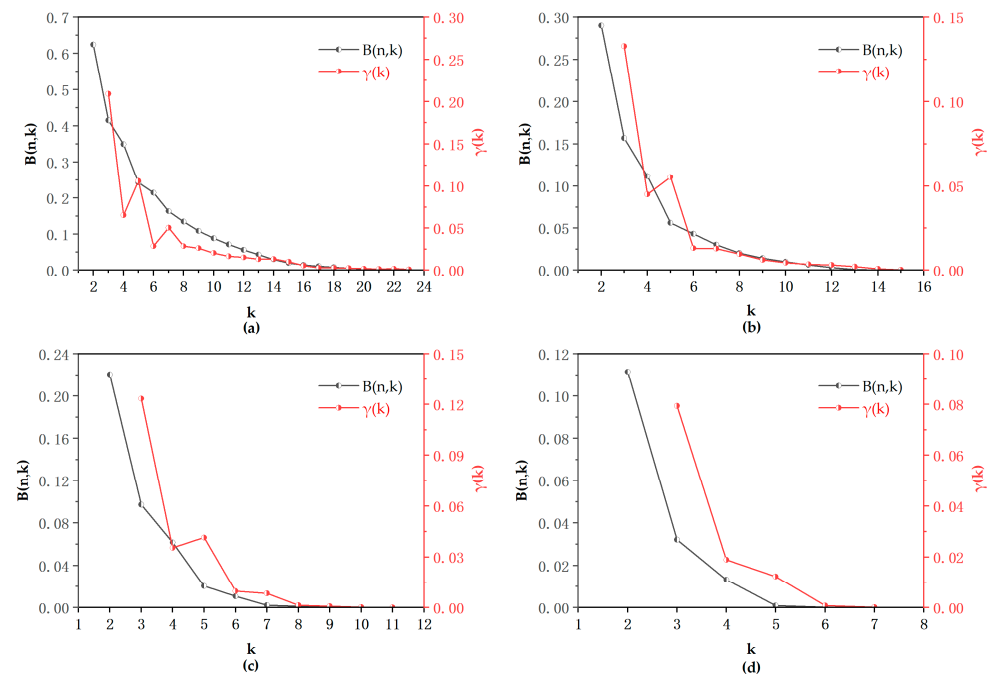 0.7
0.6
0.5
0.4
0.3
0.2
0.1
0.0
B(n,k)
0.30
0.25
0.20
0.15
0.10
0.05
0.00
γ(k)
B(n,k)
γ(k)
2 4 6 8 10 12 14 16 18 20 22 24
k
(a)
0.30
0.25
0.20
0.15
0.10
0.05
0.00
B(n,k)
0.15
0.10
0.05
0.00
γ(k)
B(n,k)
γ(k)
2 4 6 8 10 12 14 16
k
(b)
0.24
0.20
0.16
0.12
0.08
0.04
0.00
B(n,k)
0.15
0.12
0.09
0.06
0.03
0.00
γ(k)
B(n,k)
γ(k)
1 2 3 4 5 6 7 8 9 10 11 12
k
(c)
0.12
0.10
0.08
0.06
0.04
0.02
0.00
B(n,k)
0.10
0.08
0.06
0.04
0.02
0.00
γ(k)
B(n,k)
γ(k)
1 2 3 4 5 6 7 8
k
(d)